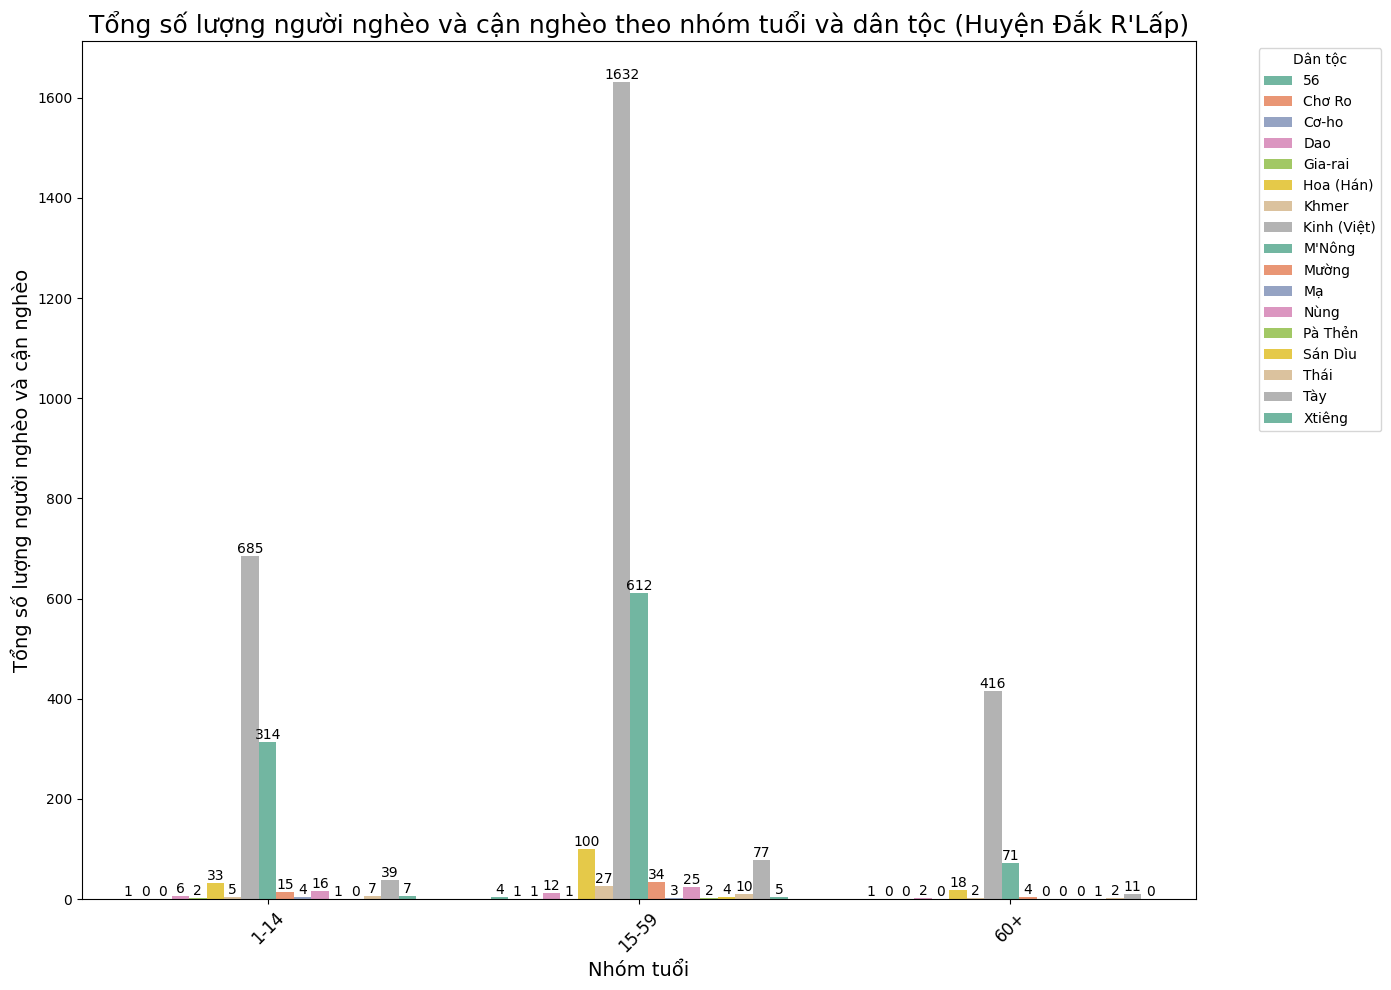 Tổng số lượng người nghèo và cận nghèo theo nhóm tuổi và dân tộc (Huyện Đắk R'Lấp)
Tổng số lượng người nghèo và cận nghèo
1600
1400
1200
1000
800
600
400
200
0
1 0 0 6 2 33 5 685 314 15 4 16 1 0 7 39 7
4 1 1 12 1 100 27 1632 612 34 3 25 2 4 10 77 5
1 0 0 2 0 18 2 416 71 4 0 0 0 1 2 11 0
1-14
15-59
60+
Nhóm tuổi
Dân tộc
56
Chơ Ro
Cơ-ho
Dao
Gia-rai
Hoa (Hán)
Khmer
Kinh (Việt)
M'Nông
Mường
Mạ
Nùng
Pà Thẻn
Sán Dìu
Thái
Tày
Xtiêng